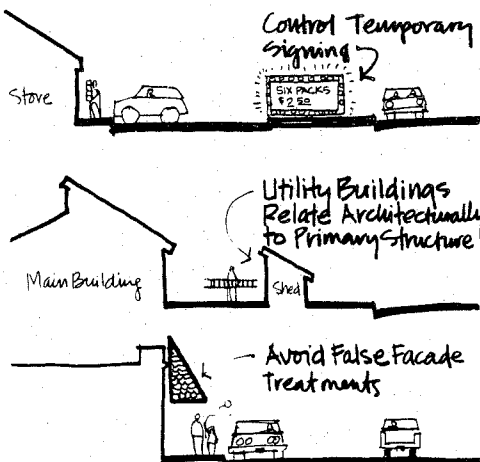 Control Temporary
Signing
Store
SIX PACKS
$2.50
Utility Buildings
Relate Architecturally
to Primary Structure
Main Building
Shed
Avoid False Facade
Treatments